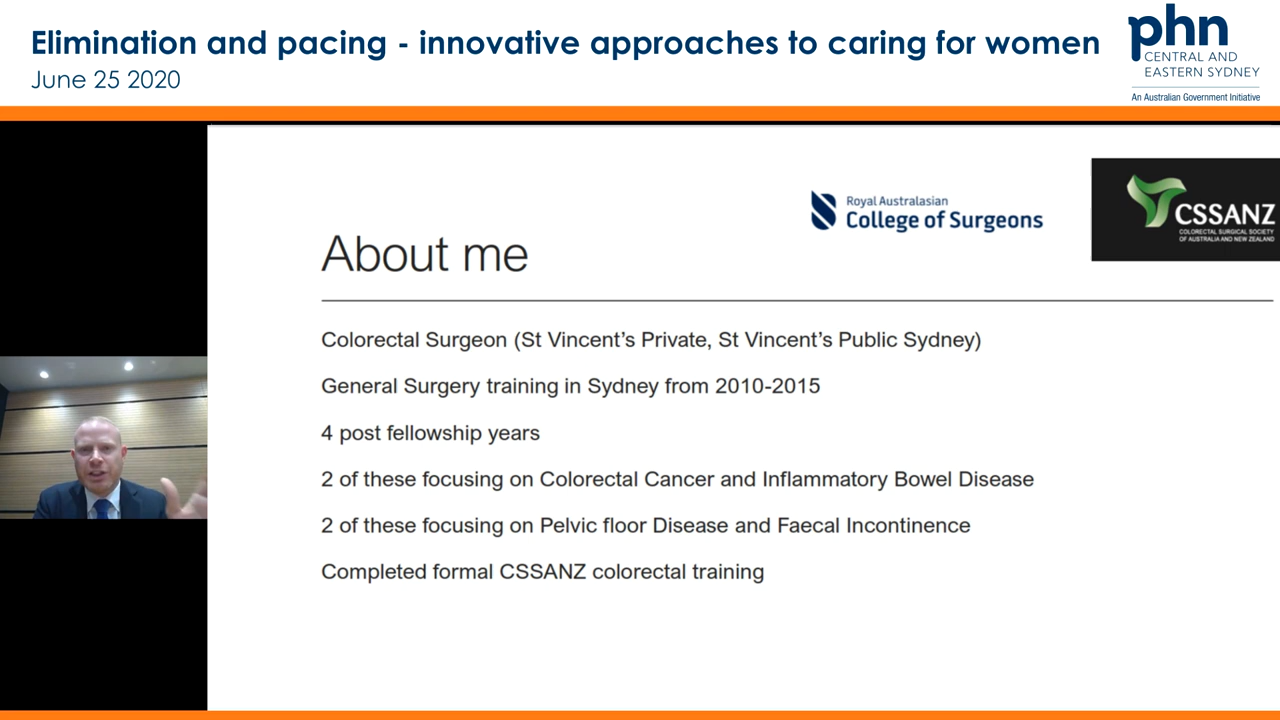 Elimination and pacing - innovative approaches to caring for women
June 25 2020
phn
CENTRAL AND
EASTERN SYDNEY
An Australian Government Initiative
Royal Australasian
College of Surgeons
CSSANZ
COLORECTAL SURGICAL SOCIETY
OF AUSTRALIA AND NEW ZEALAND
About me
Colorectal Surgeon (St Vincent’s Private, St Vincent’s Public Sydney)
General Surgery training in Sydney from 2010-2015
4 post fellowship years
2 of these focusing on Colorectal Cancer and Inflammatory Bowel Disease
2 of these focusing on Pelvic floor Disease and Faecal Incontinence
Completed formal CSSANZ colorectal training